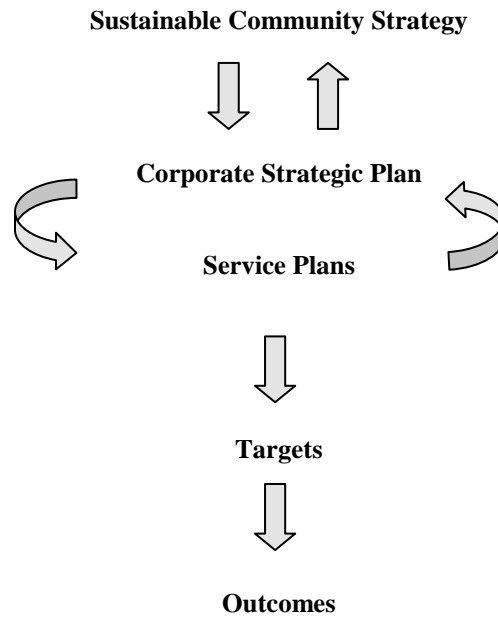 Sustainable Community Strategy
Corporate Strategic Plan
Service Plans
Targets
Outcomes